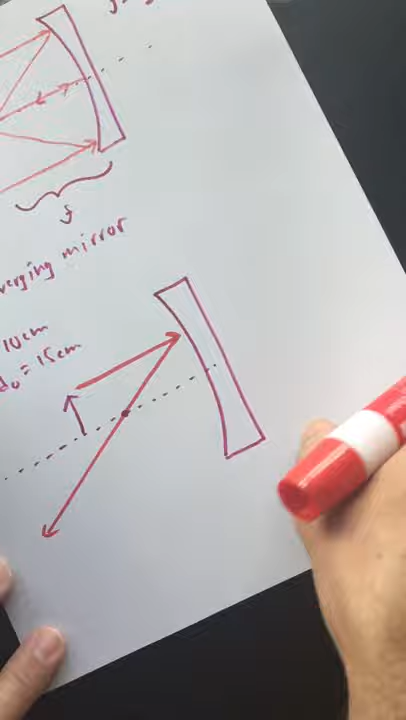 f
verging mirror
10cm
do = 15cm